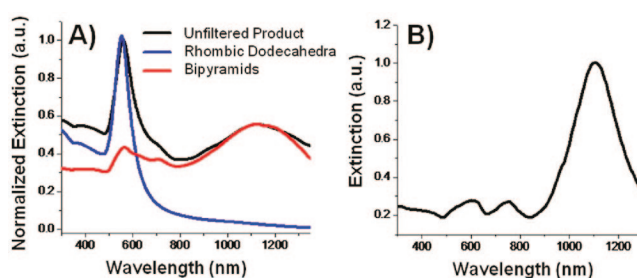 A)
Unfiltered Product
Rhombic Dodecahedra
Bipyramids
Normalized Extinction (a.u.)
1.0
0.8
0.6
0.4
0.2
0.0
400 600 800 1000 1200
Wavelength (nm)
B)
Extinction (a.u.)
1.2
1.0
0.8
0.6
0.4
0.2
400 600 800 1000 1200
Wavelength (nm)